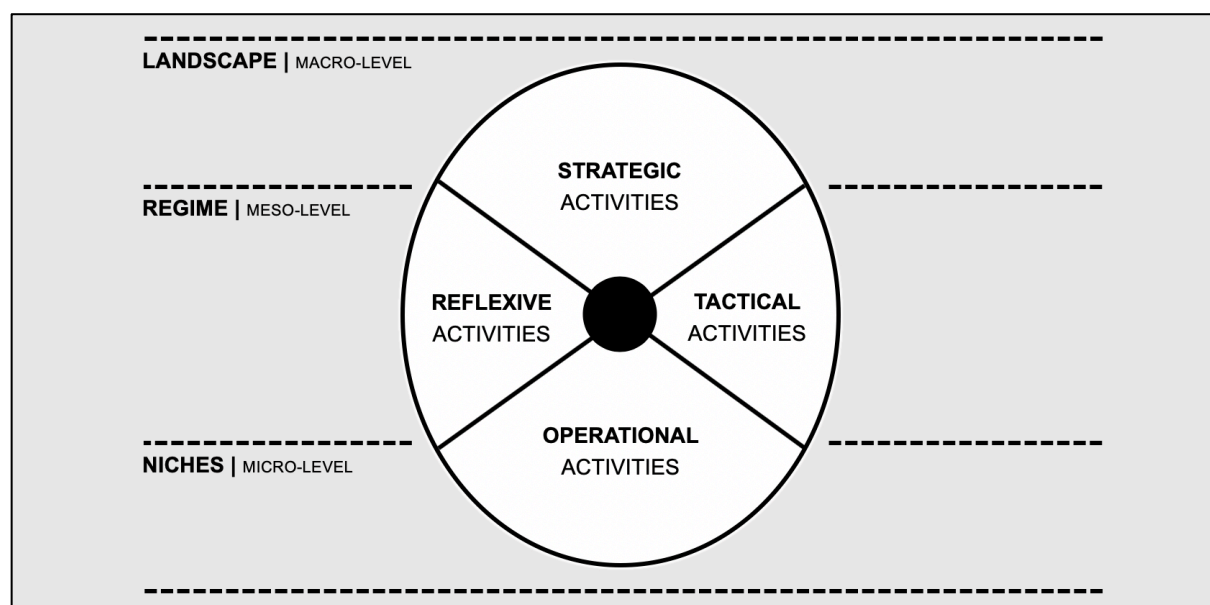 LANDSCAPE | MACRO-LEVEL
STRATEGIC
ACTIVITIES
REGIME | MESO-LEVEL
REFLEXIVE
ACTIVITIES
TACTICAL
ACTIVITIES
OPERATIONAL
ACTIVITIES
NICHES | MICRO-LEVEL